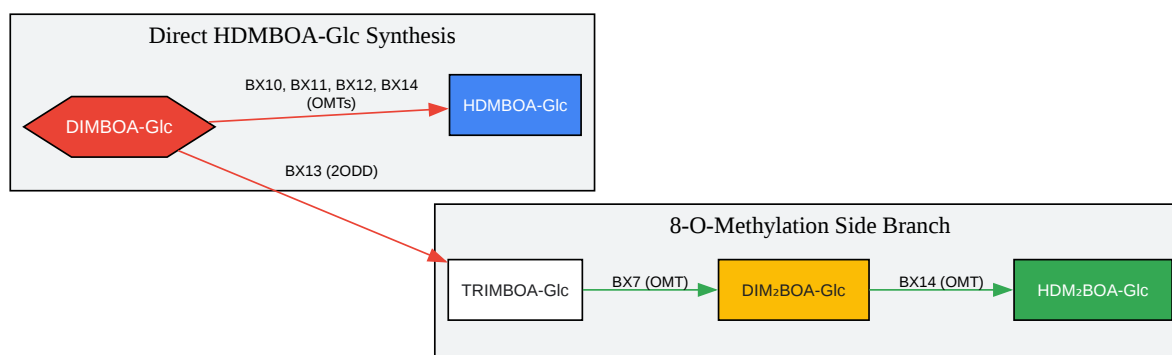 Direct HDMBOA-Glc Synthesis
BX10, BX11, BX12, BX14
(OMTs)
HDMBOA-Glc
DIMBOA-Glc
BX13 (2ODD)
8-O-Methylation Side Branch
TRIMBOA-Glc
BX7 (OMT)
DIM₂BOA-Glc
BX14 (OMT)
HDM₂BOA-Glc